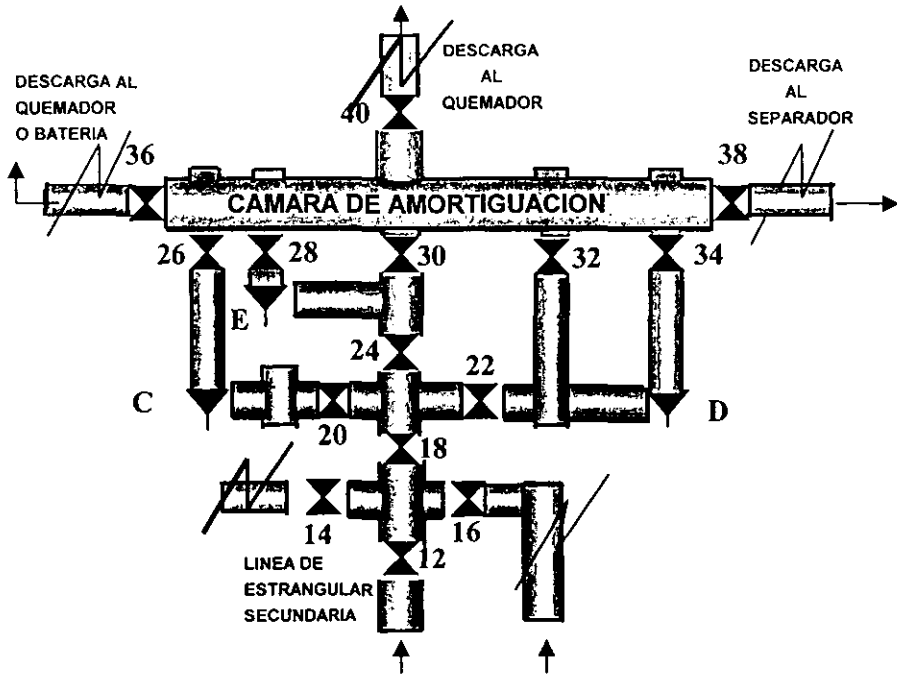 DESCARGA
AL
QUEMADOR
DESCARGA AL
QUEMADOR
O BATERIA
DESCARGA
AL
SEPARADOR
40
36
38
CAMARA DE AMORTIGUACION
26
28
30
32
34
E
24
22
C
D
20
18
14
16
12
LINEA DE
ESTRANGULAR
SECUNDARIA